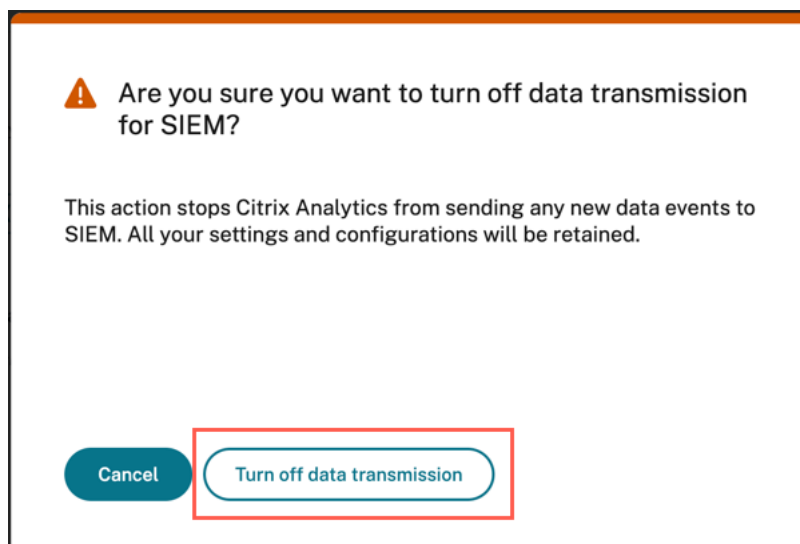 Are you sure you want to turn off data transmission
for SIEM?
This action stops Citrix Analytics from sending any new data events to
SIEM. All your settings and configurations will be retained.
Cancel
Turn off data transmission